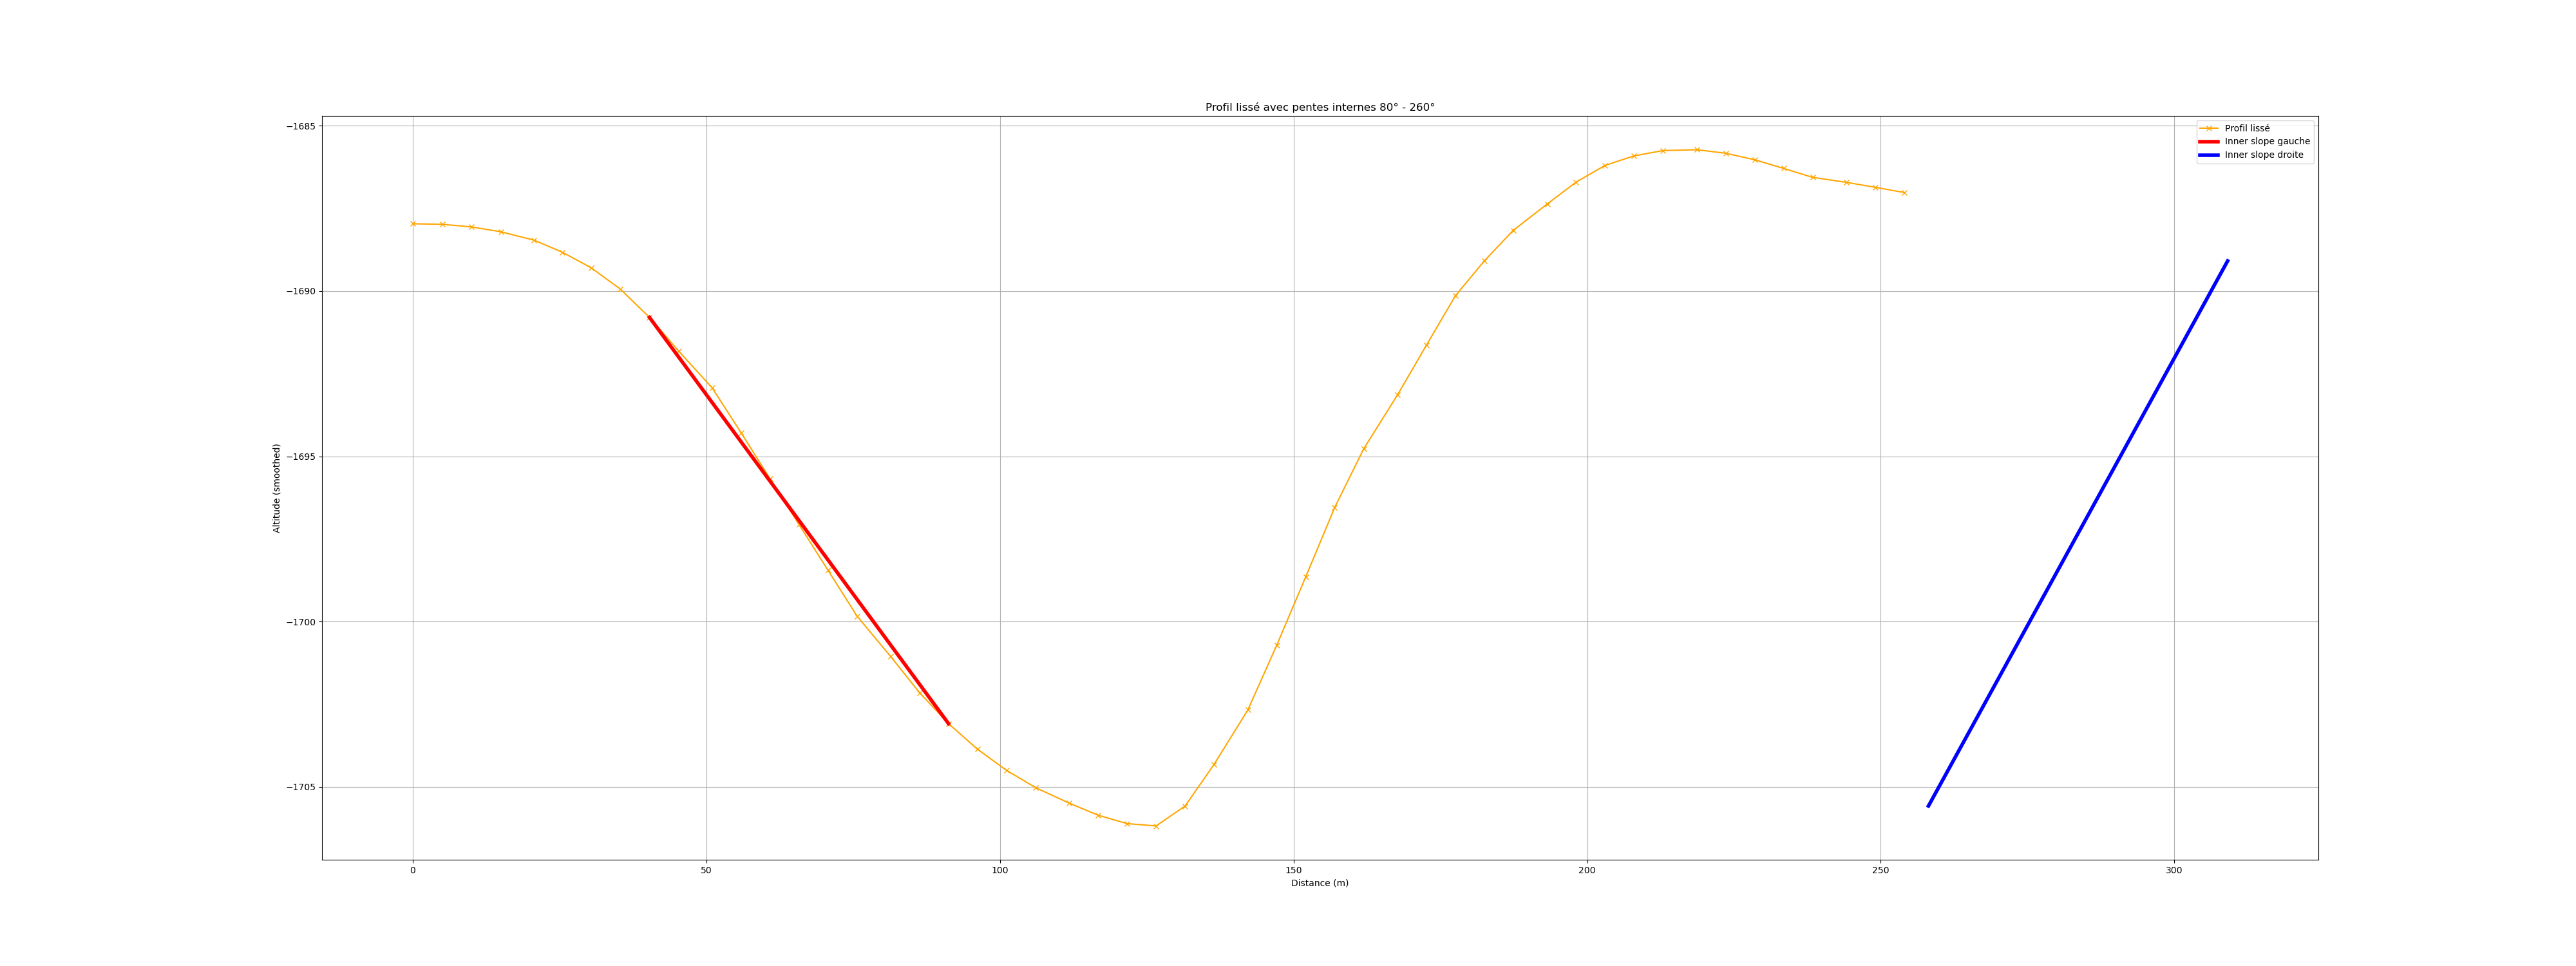 Profil lissé avec pentes internes 80° - 260°
−1685
−1690
−1695
−1700
−1705
Altitude (smoothed)
Profil lissé
Inner slope gauche
Inner slope droite
0 50 100 150 200 250 300
Distance (m)